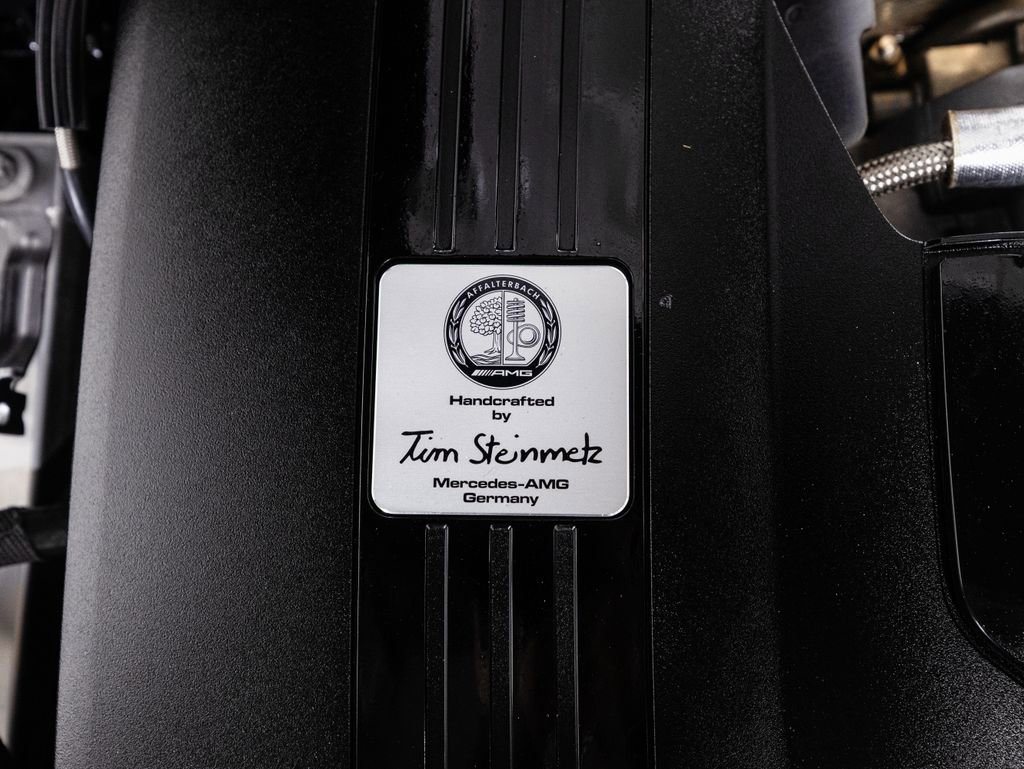 AFFALTERBACH
AMG
Handcrafted
by
Tim Steinmetz
Mercedes-AMG
Germany